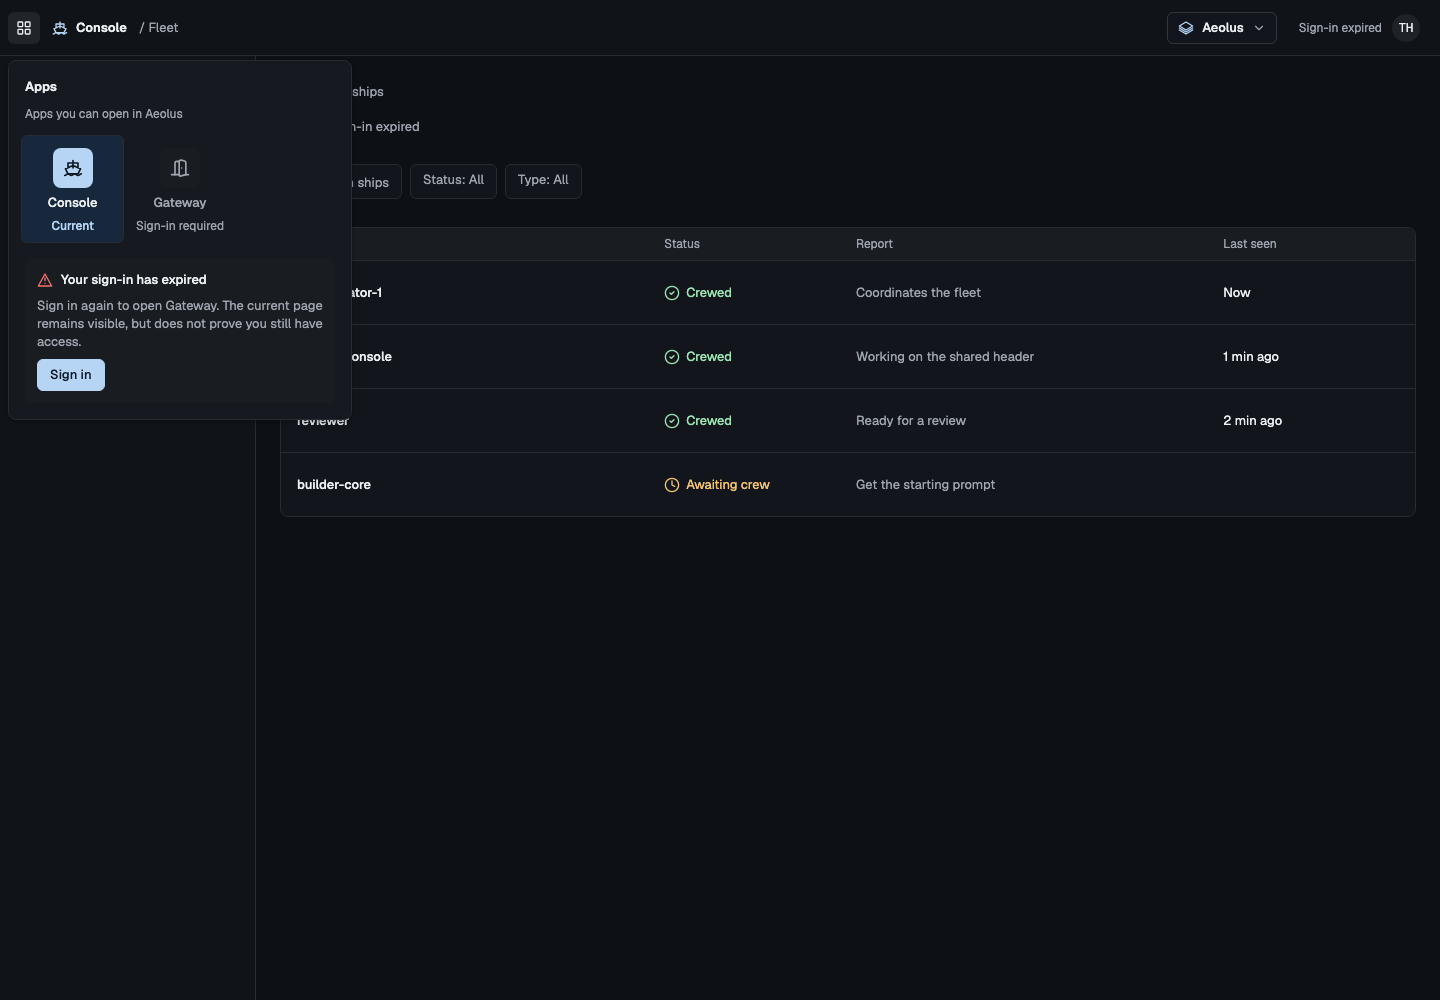 Console / Fleet
Aeolus
Sign-in expired
TH
Apps
Apps you can open in Aeolus
Console
Current
Gateway
Sign-in required
Your sign-in has expired
Sign in again to open Gateway. The current page
remains visible, but does not prove you still have
access.
Sign in
ships
n-in expired
ships
Status: All
Type: All
Status
Report
Last seen
ator-1
Crewed
Coordinates the fleet
Now
onsole
Crewed
Working on the shared header
1 min ago
reviewer
Crewed
Ready for a review
2 min ago
builder-core
Awaiting crew
Get the starting prompt